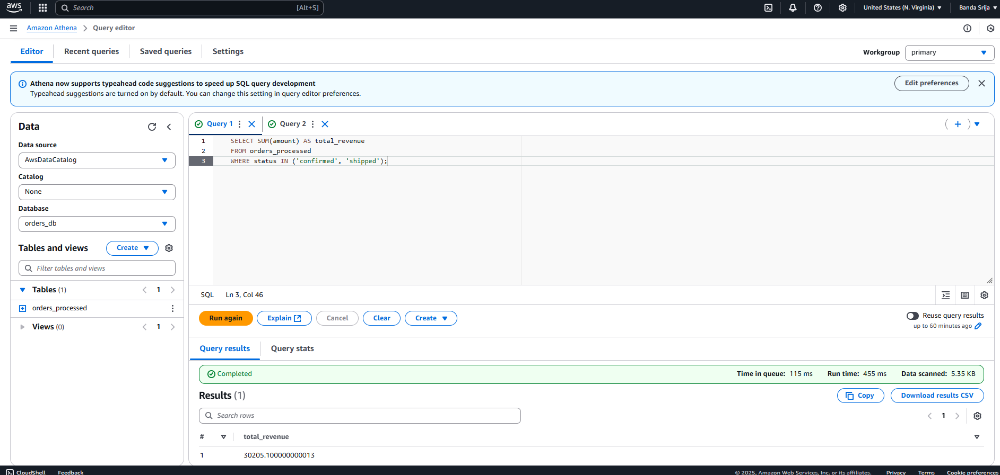 aws
Search [Alt+S]
United States (N. Virginia)
Banda Srija
Amazon Athena
Query editor
Editor
Recent queries
Saved queries
Settings
Workgroup
primary
Athena now supports typeahead code suggestions to speed up SQL query development
Typeahead suggestions are turned on by default. You can change this setting in query editor preferences.
Edit preferences
Data
Data source
AwsDataCatalog
Catalog
None
Database
orders_db
Tables and views
Create
Filter tables and views
Tables (1)
1
orders_processed
Views (0)
1
Query 1
Query 2
1 SELECT SUM(amount) AS total_revenue
2 FROM orders_processed
3 WHERE status IN ('confirmed', 'shipped');
SQL
Ln 3, Col 46
Run again
Explain
Cancel
Clear
Create
Reuse query results
up to 60 minutes ago
Query results
Query stats
Completed
Time in queue: 115 ms
Run time: 455 ms
Data scanned: 5.35 KB
Results (1)
Copy
Download results CSV
Search rows
1
# total_revenue
1 30205.100000000013
CloudShell
Feedback
© 2025, Amazon Web Services, Inc. or its affiliates.
Privacy
Terms
Cookie preferences